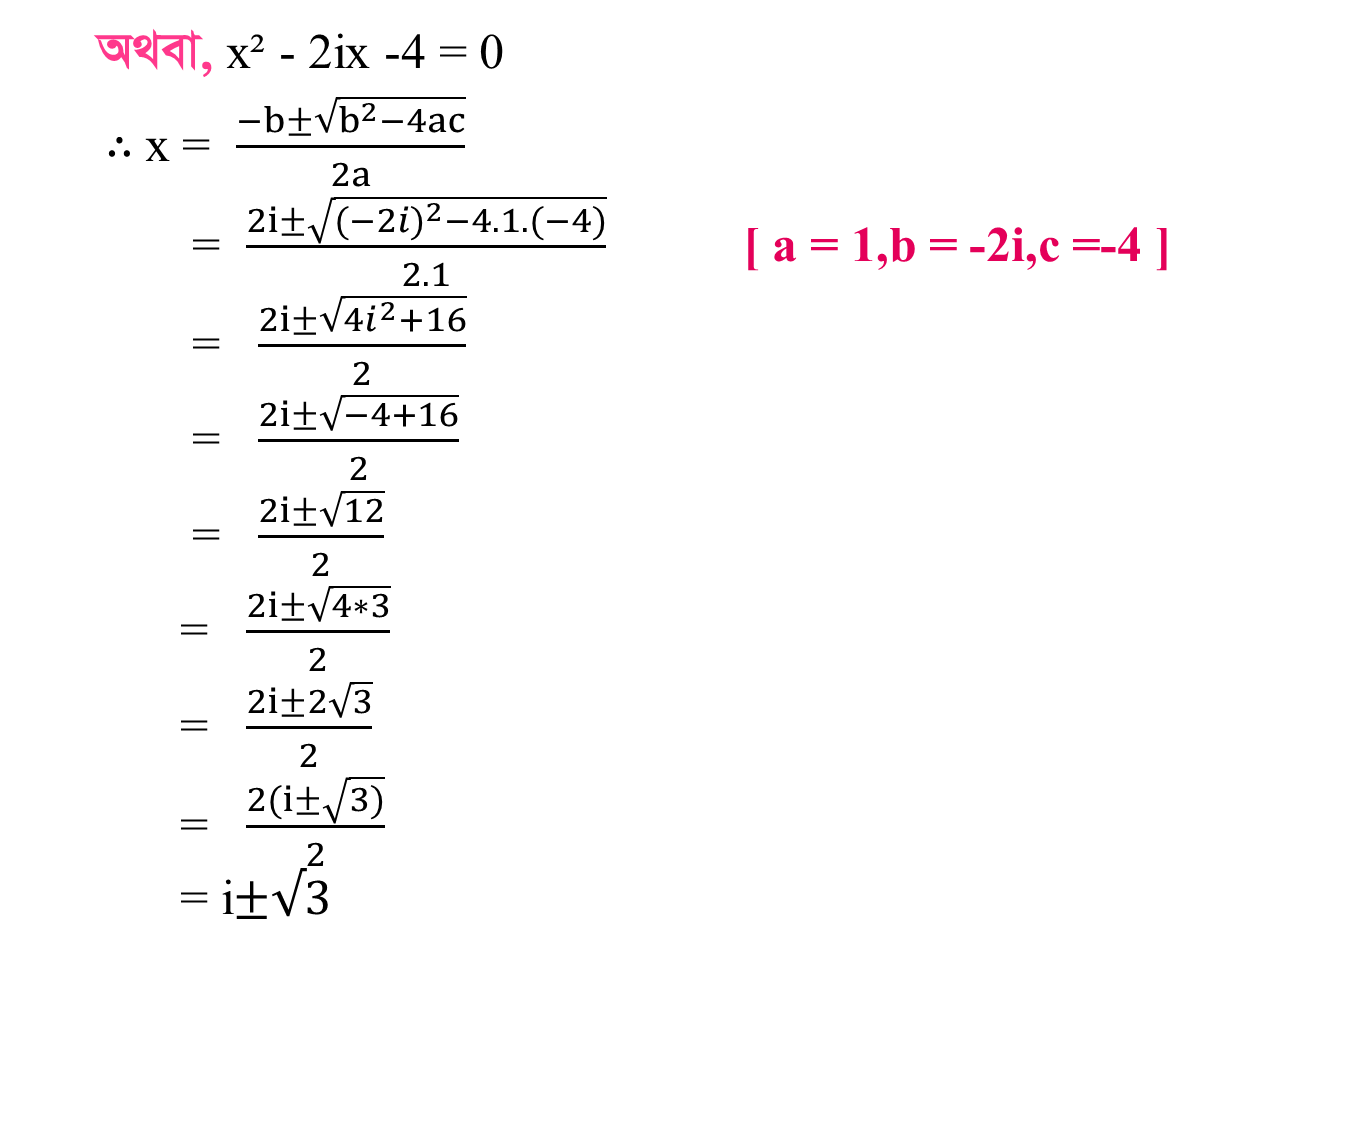 অথবা, x² - 2ix -4 = 0
∴ x = (−b±√(b²−4ac))/2a
= (2i±√((−2i)²−4.1.(−4)))/2.1 [ a = 1,b = -2i,c =-4 ]
= (2i±√(4i²+16))/2
= (2i±√(−4+16))/2
= (2i±√12)/2
= (2i±√(4∗3))/2
= (2i±2√3)/2
= 2(i±√3)/2
= i±√3